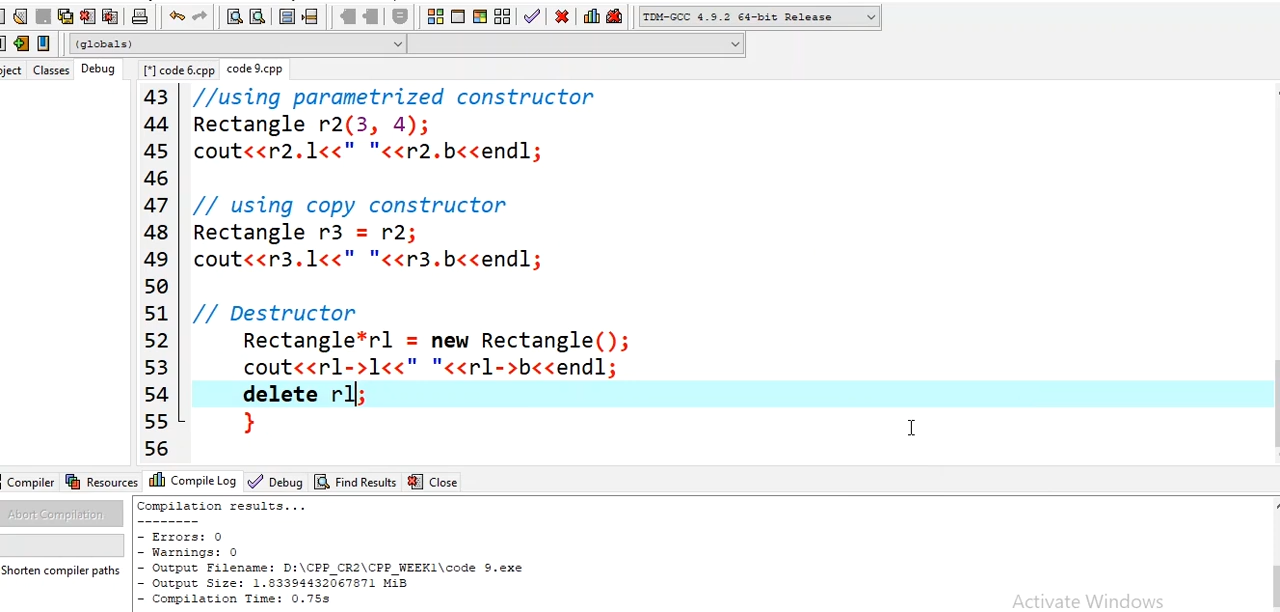 TDM-GCC 4.9.2 64-bit Release
(globals)
ject Classes Debug [*] code 6.cpp code 9.cpp
43 //using parametrized constructor
44 Rectangle r2(3, 4);
45 cout<<r2.l<<" "<<r2.b<<endl;
46
47 // using copy constructor
48 Rectangle r3 = r2;
49 cout<<r3.l<<" "<<r3.b<<endl;
50
51 // Destructor
52 Rectangle*rl = new Rectangle();
53 cout<<rl->l<<" "<<rl->b<<endl;
54 delete rl;
55 }
56
Compiler Resources Compile Log Debug Find Results Close
Abort Compilation
Shorten compiler paths
Compilation results...
--------
- Errors: 0
- Warnings: 0
- Output Filename: D:\CPP_CR2\CPP_WEEK1\code 9.exe
- Output Size: 1.83394432067871 MiB
- Compilation Time: 0.75s
Activate Windows